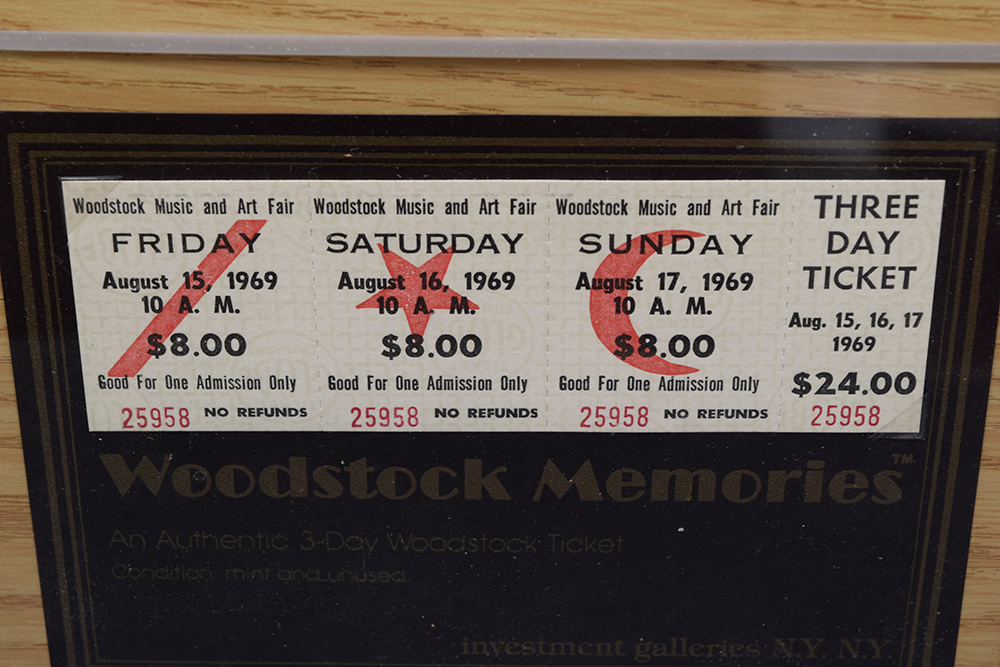 Woodstock Music and Art Fair
FRIDAY
August 15, 1969
10 A. M.
$8.00
Good For One Admission Only
25958 NO REFUNDS
Woodstock Music and Art Fair
SATURDAY
August 16, 1969
10 A. M.
$8.00
Good For One Admission Only
25958 NO REFUNDS
Woodstock Music and Art Fair
SUNDAY
August 17, 1969
10 A. M.
$8.00
Good For One Admission Only
25958 NO REFUNDS
THREE
DAY
TICKET
Aug. 15, 16, 17
1969
$24.00
25958
Woodstock Memories™
An Authentic 3-Day Woodstock Ticket
Condition: mint and unused
investment galleries N.Y. N.Y.